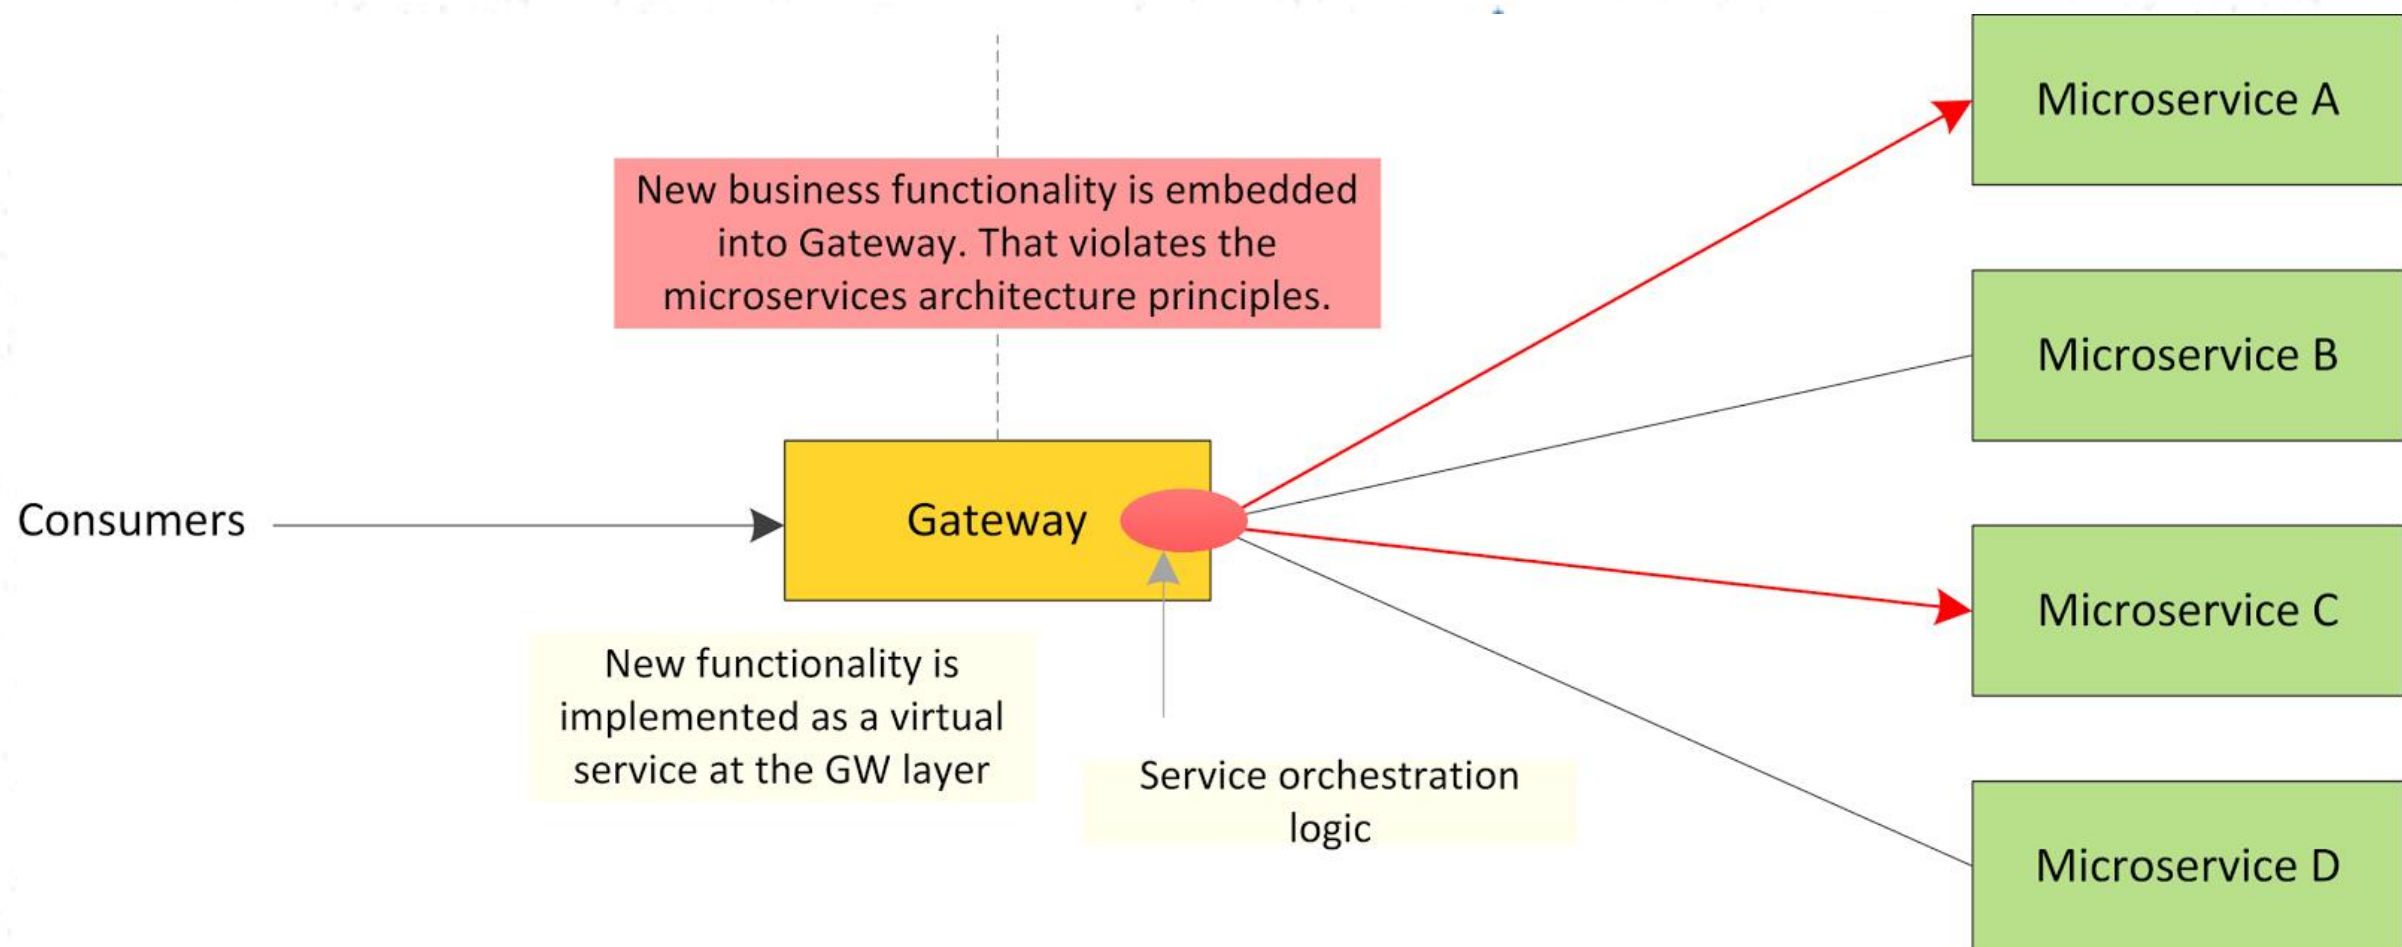 Microservice A
New business functionality is embedded
into Gateway. That violates the
microservices architecture principles.
Microservice B
Consumers
Gateway
Microservice C
New functionality is
implemented as a virtual
service at the GW layer
Service orchestration
logic
Microservice D